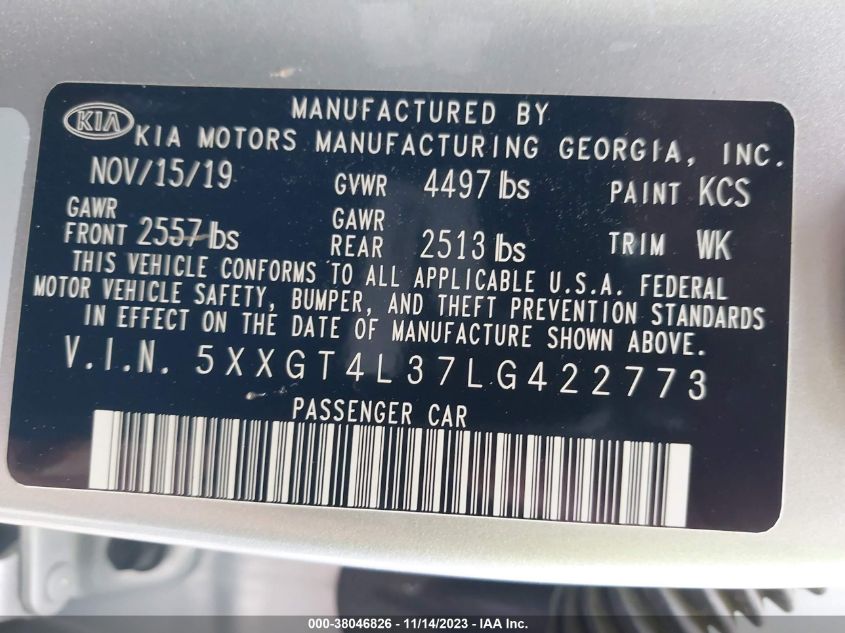 MANUFACTURED BY
KIA KIA MOTORS MANUFACTURING GEORGIA, INC.
NOV/15/19 GVWR 4497 lbs PAINT KCS
GAWR FRONT 2557 lbs GAWR REAR 2513 lbs TRIM WK
THIS VEHICLE CONFORMS TO ALL APPLICABLE U.S.A. FEDERAL
MOTOR VEHICLE SAFETY, BUMPER, AND THEFT PREVENTION STANDARDS
IN EFFECT ON THE DATE OF MANUFACTURE SHOWN ABOVE.
V.I.N. 5XXGT4L37LG422773
PASSENGER CAR
000-38046826 - 11/14/2023 - IAA Inc.